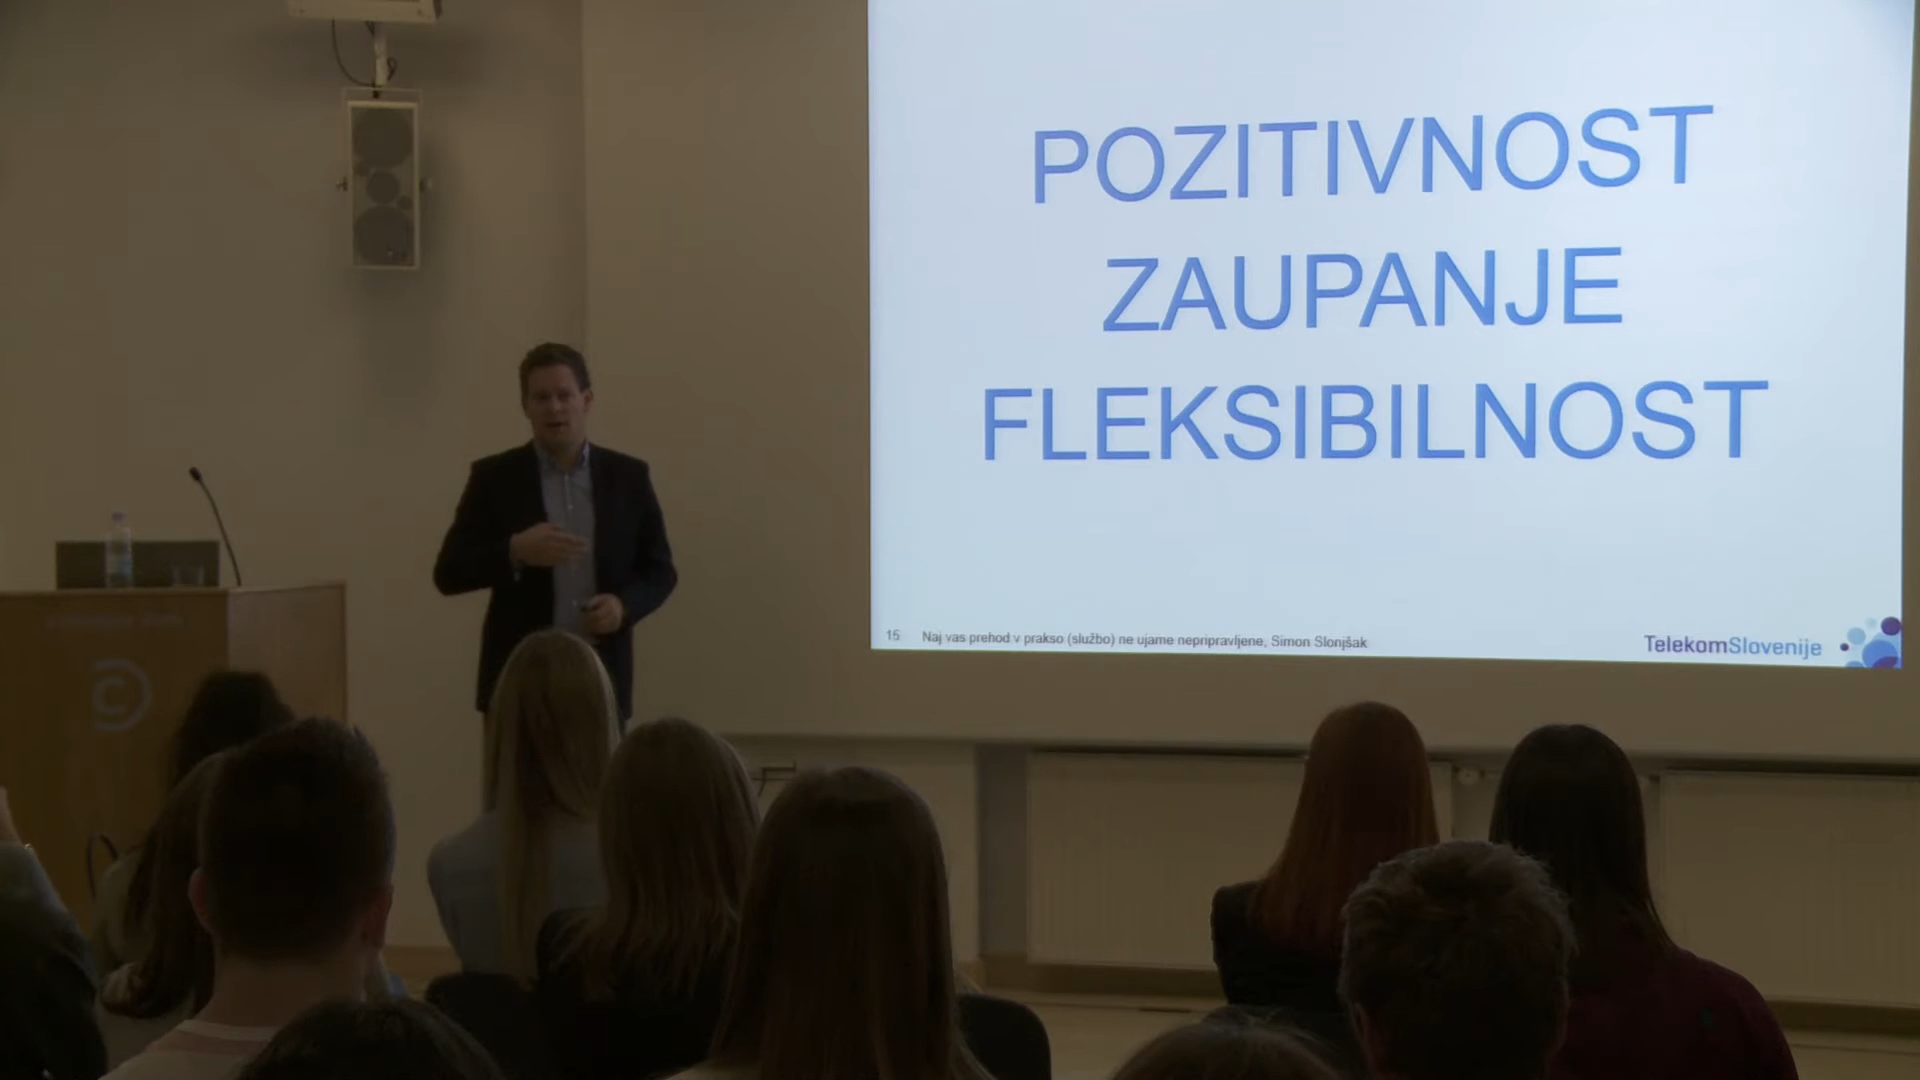 POZITIVNOST
ZAUPANJE
FLEKSIBILNOST
15 Naj vas prehod v prakso (službo) ne ujame nepripravljene, Simon Slonjšak
TelekomSlovenije